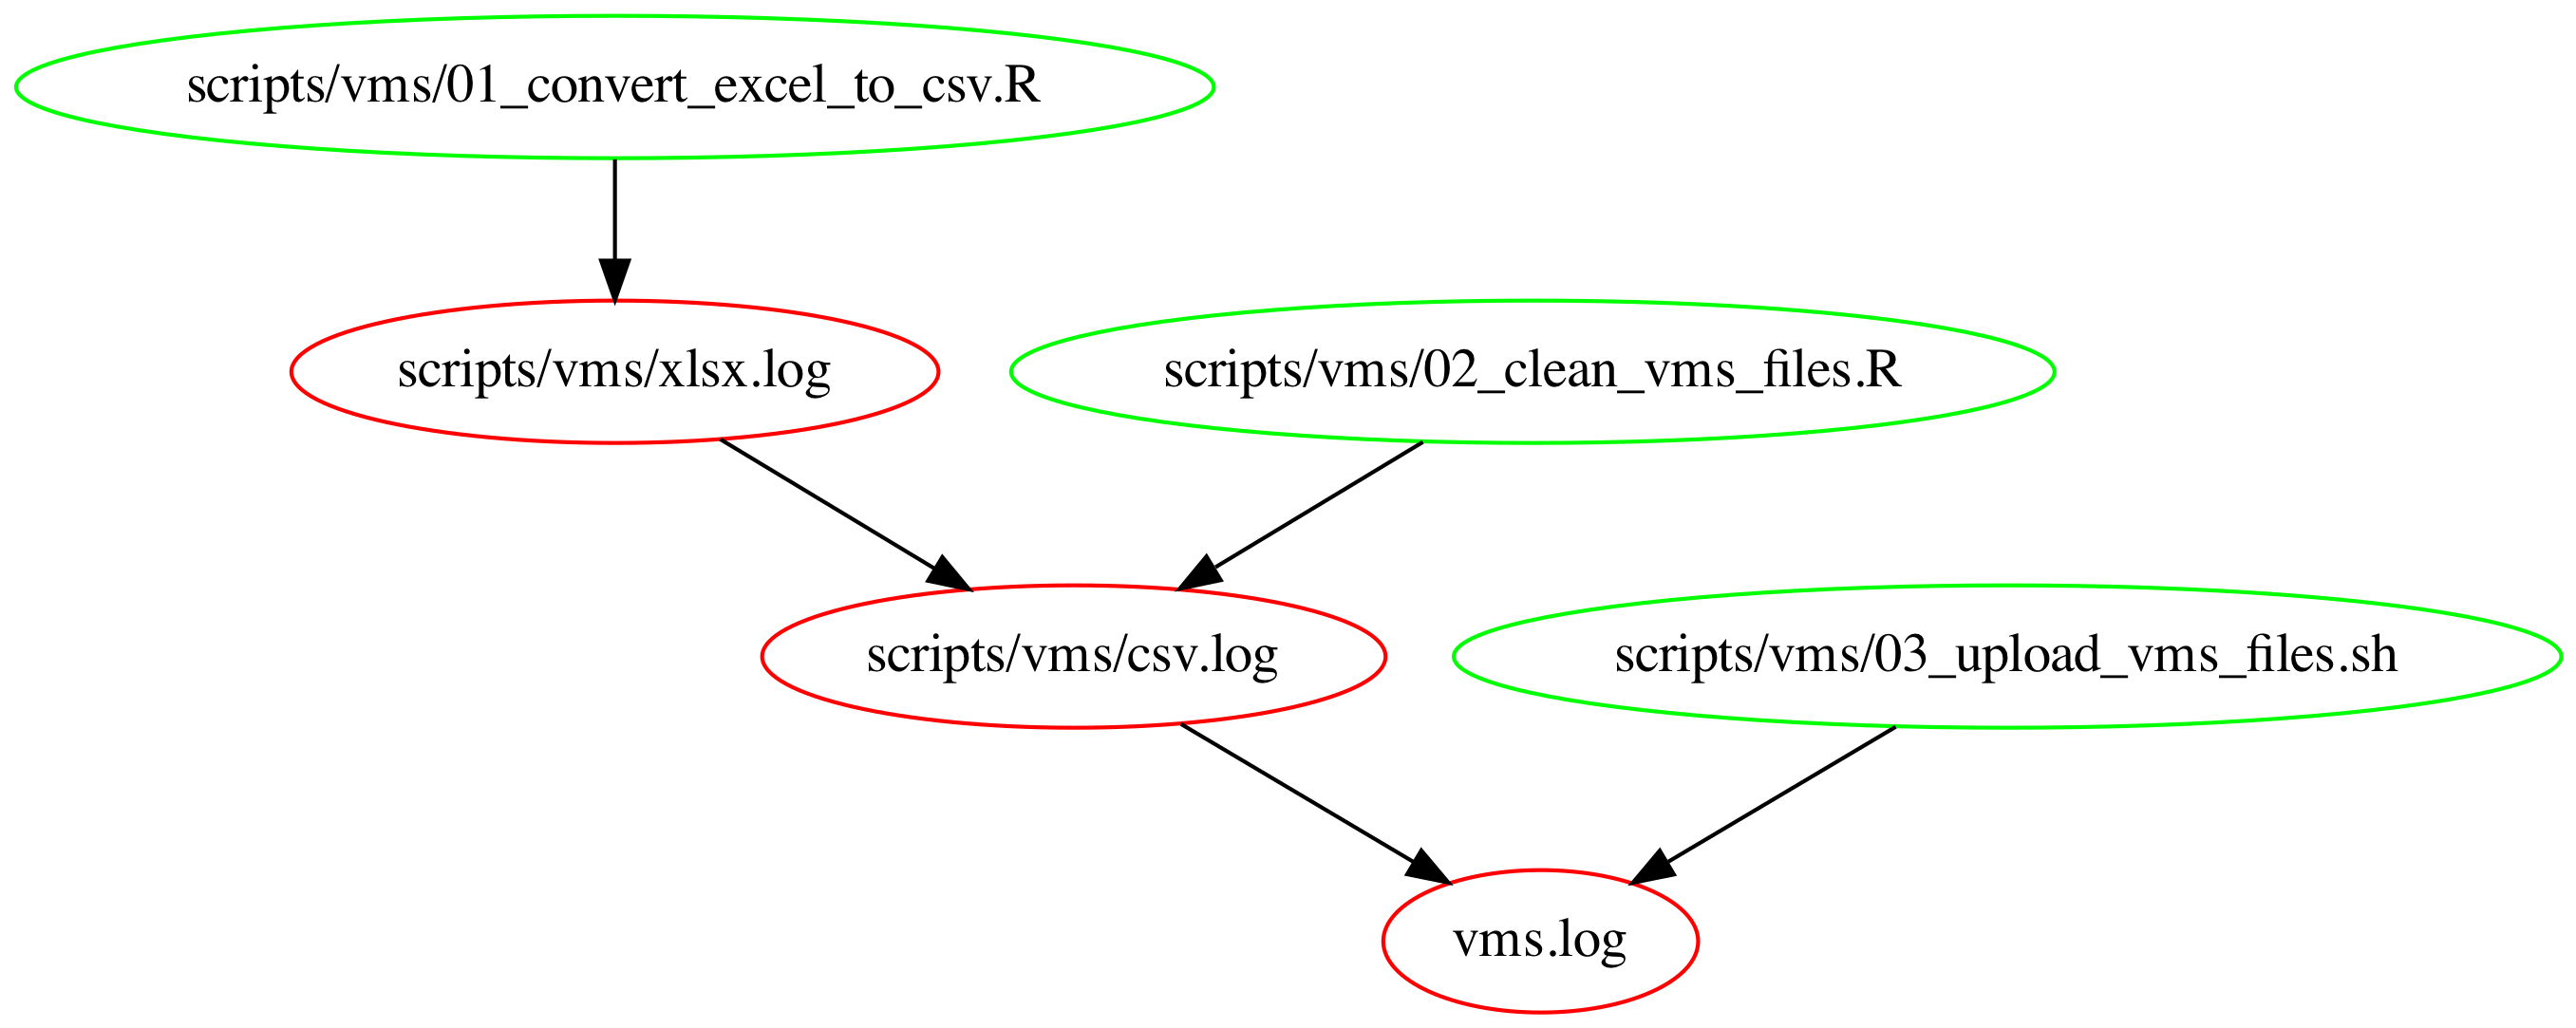 scripts/vms/01_convert_excel_to_csv.R
scripts/vms/xlsx.log
scripts/vms/02_clean_vms_files.R
scripts/vms/csv.log
scripts/vms/03_upload_vms_files.sh
vms.log